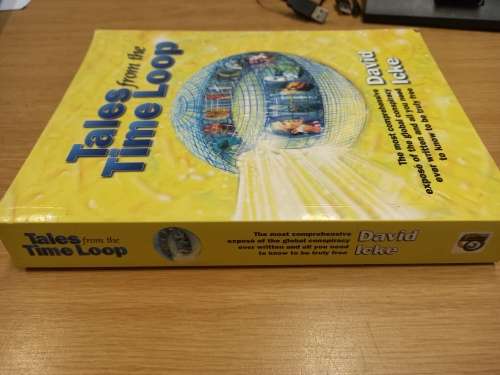 Tales
from the
Time Loop
David
Icke
The most comprehensive
exposé of the global conspiracy
ever written and all you need
to know to be truly free
Tales from the
Time Loop
The most comprehensive
exposé of the global conspiracy
ever written and all you need
to know to be truly free
David
Icke